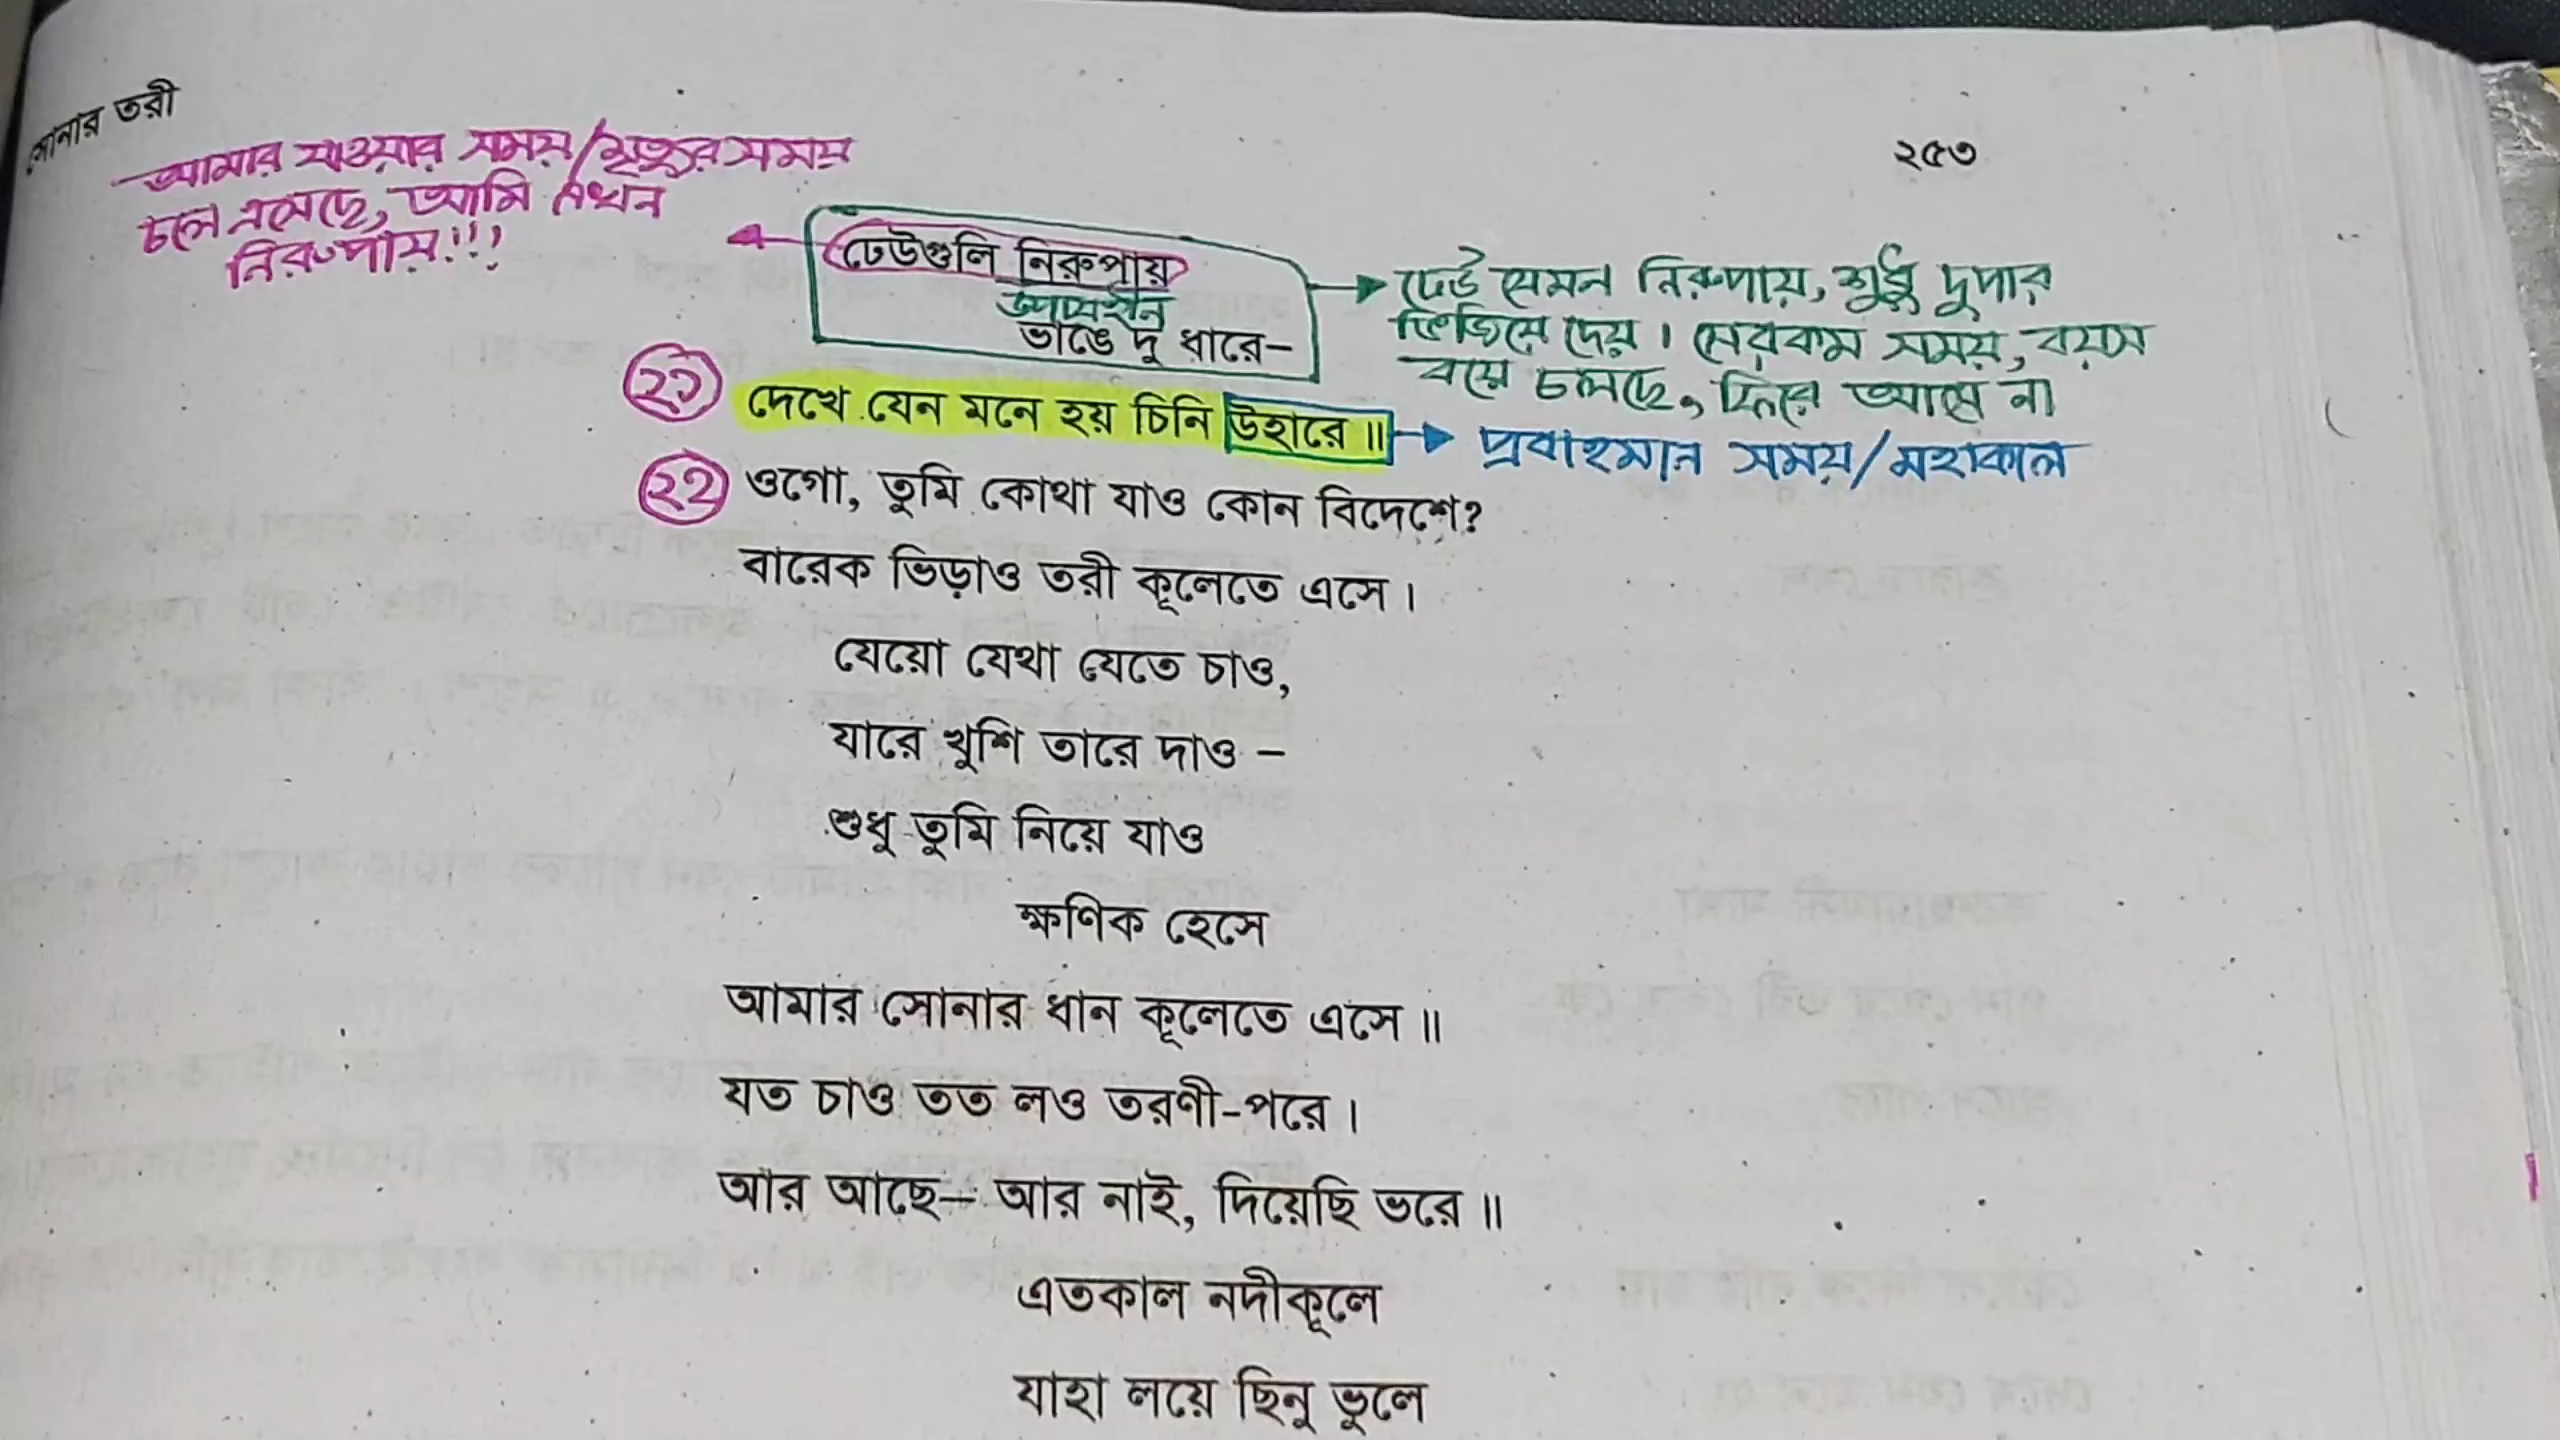 সোনার তরী
২৫৩
আমার যাওয়ার সময়/মৃত্যুর সময়
চলে এসেছে, আমি এখন
নিরুপায়!!!
ঢেউগুলি নিরুপায়
উপায়হীন
ভাঙে দু ধারে–
ঢেউ যেমন নিরুপায়, শুধু দুপার
ভিজিয়ে দেয়। সেরকম সময়, বয়স
বয়ে চলছে, ফিরে আসে না
২১ দেখে যেন মনে হয় চিনি উহারে॥
প্রবাহমান সময়/মহাকাল
২২ ওগো, তুমি কোথা যাও কোন বিদেশে?
বারেক ভিড়াও তরী কূলেতে এসে।
যেয়ো যেথা যেতে চাও,
যারে খুশি তারে দাও –
শুধু তুমি নিয়ে যাও
ক্ষণিক হেসে
আমার সোনার ধান কূলেতে এসে॥
যত চাও তত লও তরণী-পরে।
আর আছে– আর নাই, দিয়েছি ভরে॥
এতকাল নদীকূলে
যাহা লয়ে ছিনু ভুলে